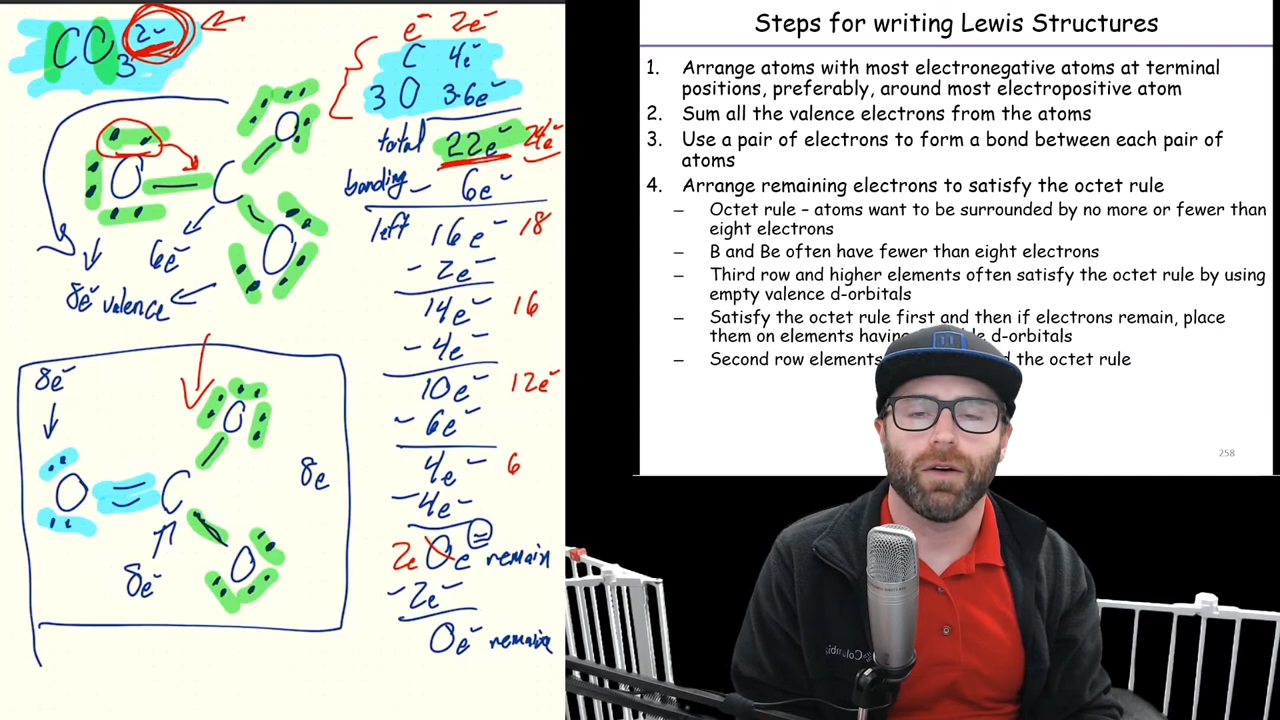 CO₃ 2-
e⁻ 2e⁻
C 4e⁻
3 O 3·6e⁻
total 22e⁻ 24e⁻
bonding - 6e⁻
left 16e⁻ 18
- 2e⁻
14e⁻ 16
- 4e⁻
10e⁻ 12e⁻
- 6e⁻
4e⁻ 6
- 4e⁻
2e 0e⁻ remain
- 2e⁻
0e⁻ remain
O
O C
O
6e⁻
8e⁻ valence
8e⁻
O
O = C
8e
O
8e⁻
Steps for writing Lewis Structures
1. Arrange atoms with most electronegative atoms at terminal
positions, preferably, around most electropositive atom
2. Sum all the valence electrons from the atoms
3. Use a pair of electrons to form a bond between each pair of
atoms
4. Arrange remaining electrons to satisfy the octet rule
– Octet rule – atoms want to be surrounded by no more or fewer than
eight electrons
– B and Be often have fewer than eight electrons
– Third row and higher elements often satisfy the octet rule by using
empty valence d-orbitals
– Satisfy the octet rule first and then if electrons remain, place
them on elements d-orbitals
– Second row elements the octet rule
258